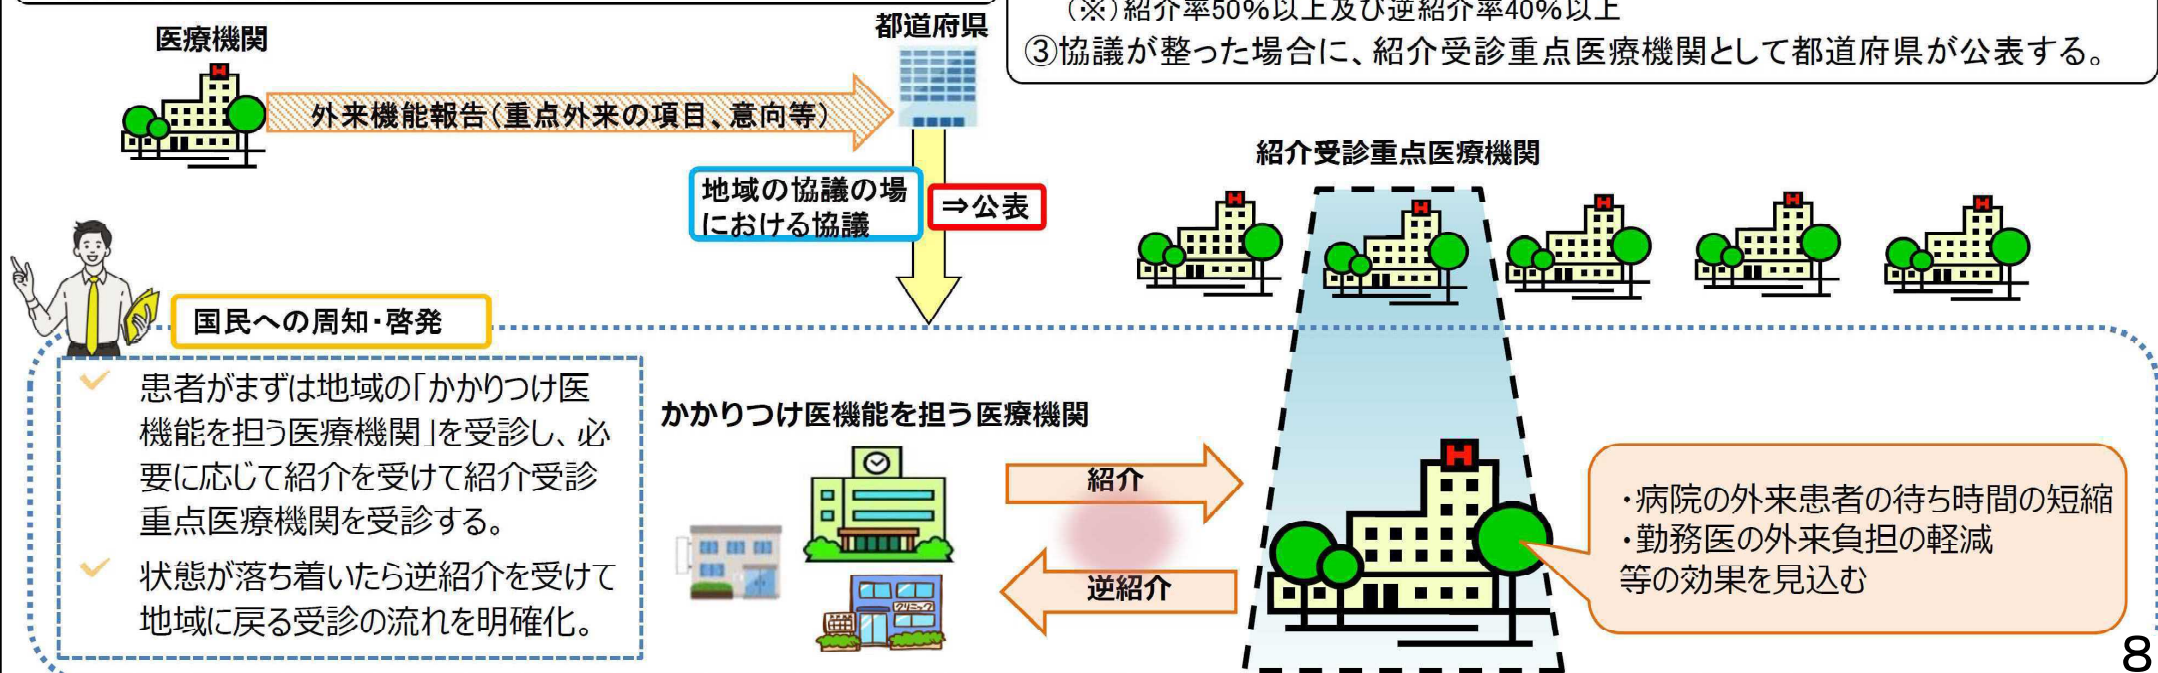 (※)紹介率50%以上及び逆紹介率40%以上
③協議が整った場合に、紹介受診重点医療機関として都道府県が公表する。
医療機関
都道府県
外来機能報告(重点外来の項目、意向等)
地域の協議の場
における協議
⇒公表
紹介受診重点医療機関
H
H
H
H
H
H
国民への周知・啓発
患者がまずは地域の「かかりつけ医
機能を担う医療機関」を受診し、必
要に応じて紹介を受けて紹介受診
重点医療機関を受診する。
状態が落ち着いたら逆紹介を受けて
地域に戻る受診の流れを明確化。
かかりつけ医機能を担う医療機関
クリニック
紹介
逆紹介
H
・病院の外来患者の待ち時間の短縮
・勤務医の外来負担の軽減
等の効果を見込む
8